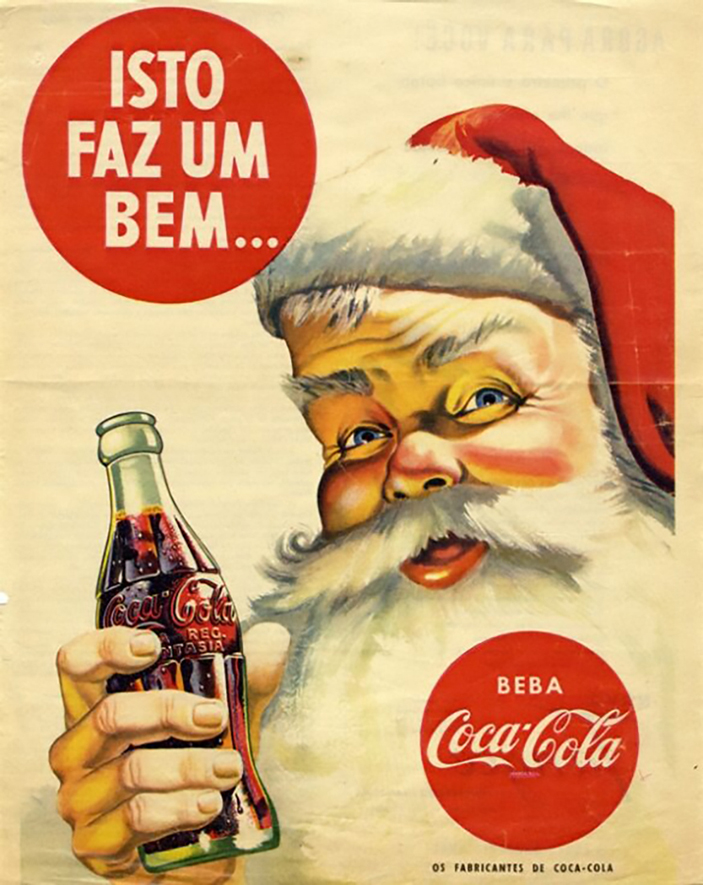 ISTO
FAZ UM
BEM...
Coca-Cola
REG.
BEBA
Coca-Cola
OS FABRICANTES DE COCA-COLA